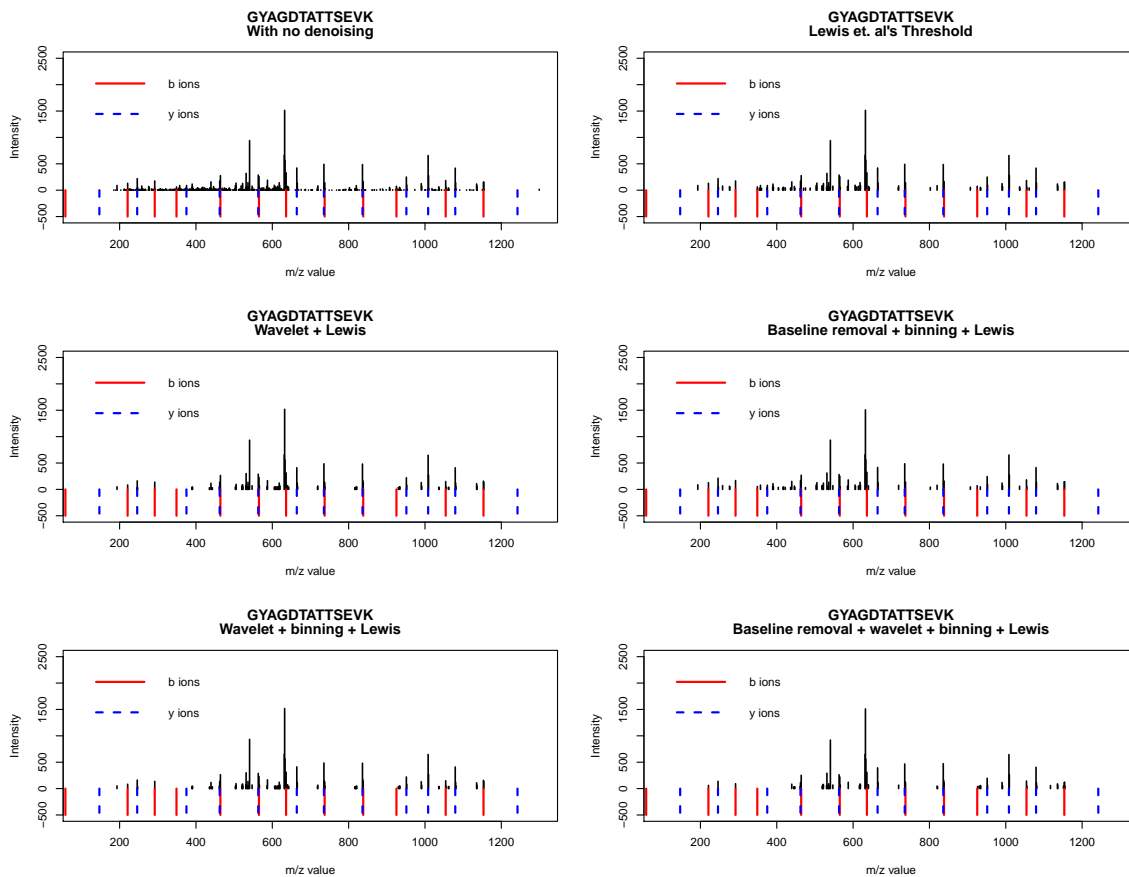 GYAGDTATTSEVK
With no denoising
Intensity
2500
1500
500
0
−500
b ions
y ions
200 400 600 800 1000 1200
m/z value
GYAGDTATTSEVK
Lewis et. al's Threshold
Intensity
2500
1500
500
0
−500
b ions
y ions
200 400 600 800 1000 1200
m/z value
GYAGDTATTSEVK
Wavelet + Lewis
Intensity
2500
1500
500
0
−500
b ions
y ions
200 400 600 800 1000 1200
m/z value
GYAGDTATTSEVK
Baseline removal + binning + Lewis
Intensity
2500
1500
500
0
−500
b ions
y ions
200 400 600 800 1000 1200
m/z value
GYAGDTATTSEVK
Wavelet + binning + Lewis
Intensity
2500
1500
500
0
−500
b ions
y ions
200 400 600 800 1000 1200
m/z value
GYAGDTATTSEVK
Baseline removal + wavelet + binning + Lewis
Intensity
2500
1500
500
0
−500
b ions
y ions
200 400 600 800 1000 1200
m/z value